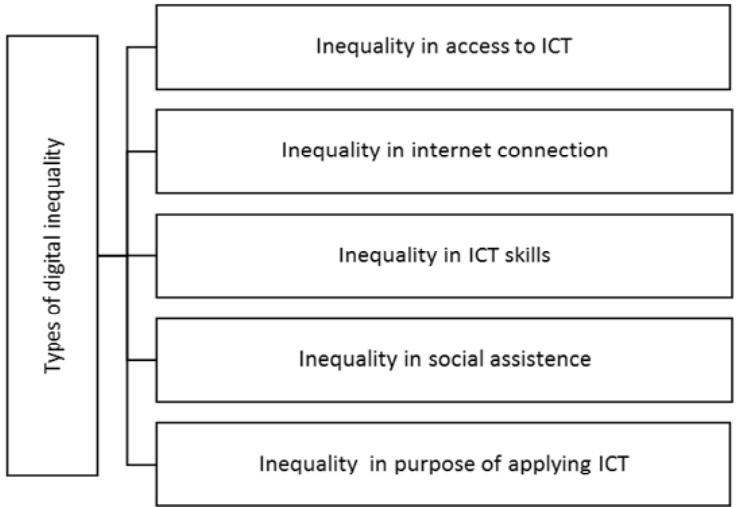 Types of digital inequality
Inequality in access to ICT
Inequality in internet connection
Inequality in ICT skills
Inequality in social assistence
Inequality in purpose of applying ICT